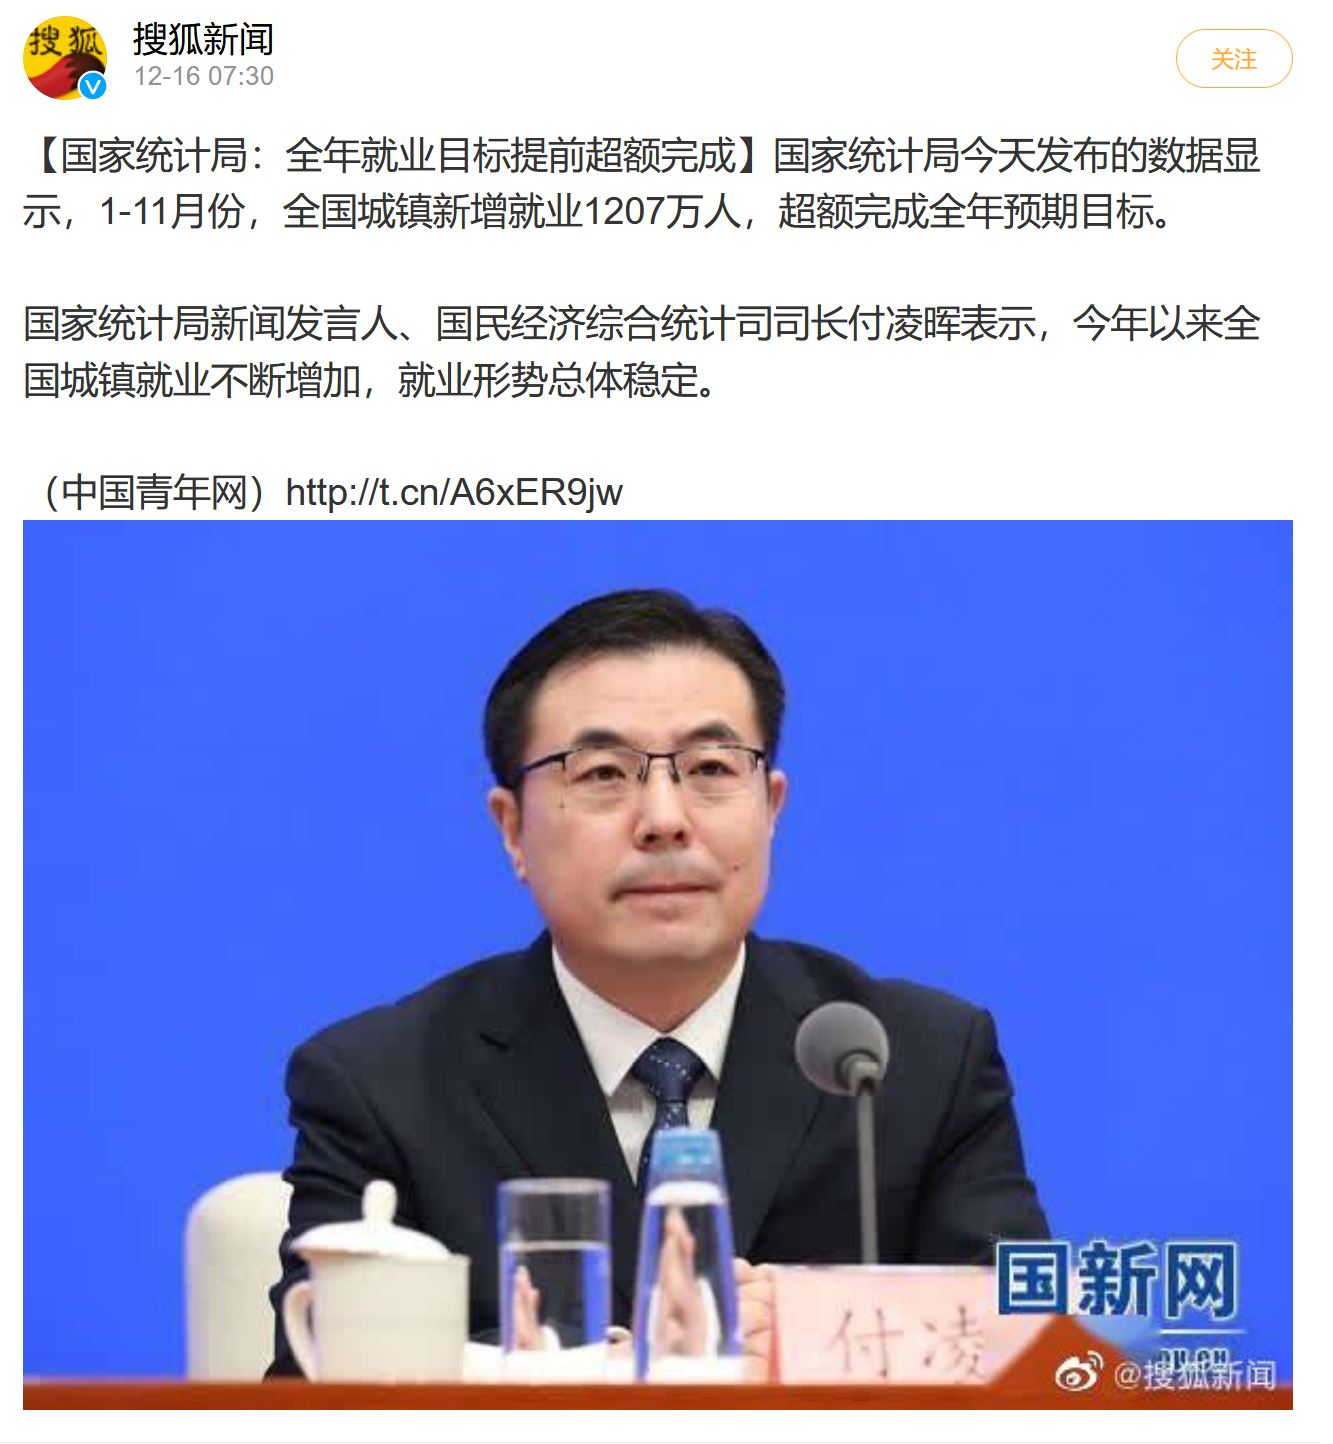 搜狐
搜狐新闻
12-16 07:30
关注
【国家统计局：全年就业目标提前超额完成】国家统计局今天发布的数据显
示，1-11月份，全国城镇新增就业1207万人，超额完成全年预期目标。
国家统计局新闻发言人、国民经济综合统计司司长付凌晖表示，今年以来全
国城镇就业不断增加，就业形势总体稳定。
（中国青年网）http://t.cn/A6xER9jw
付凌
国新网
@搜狐新闻